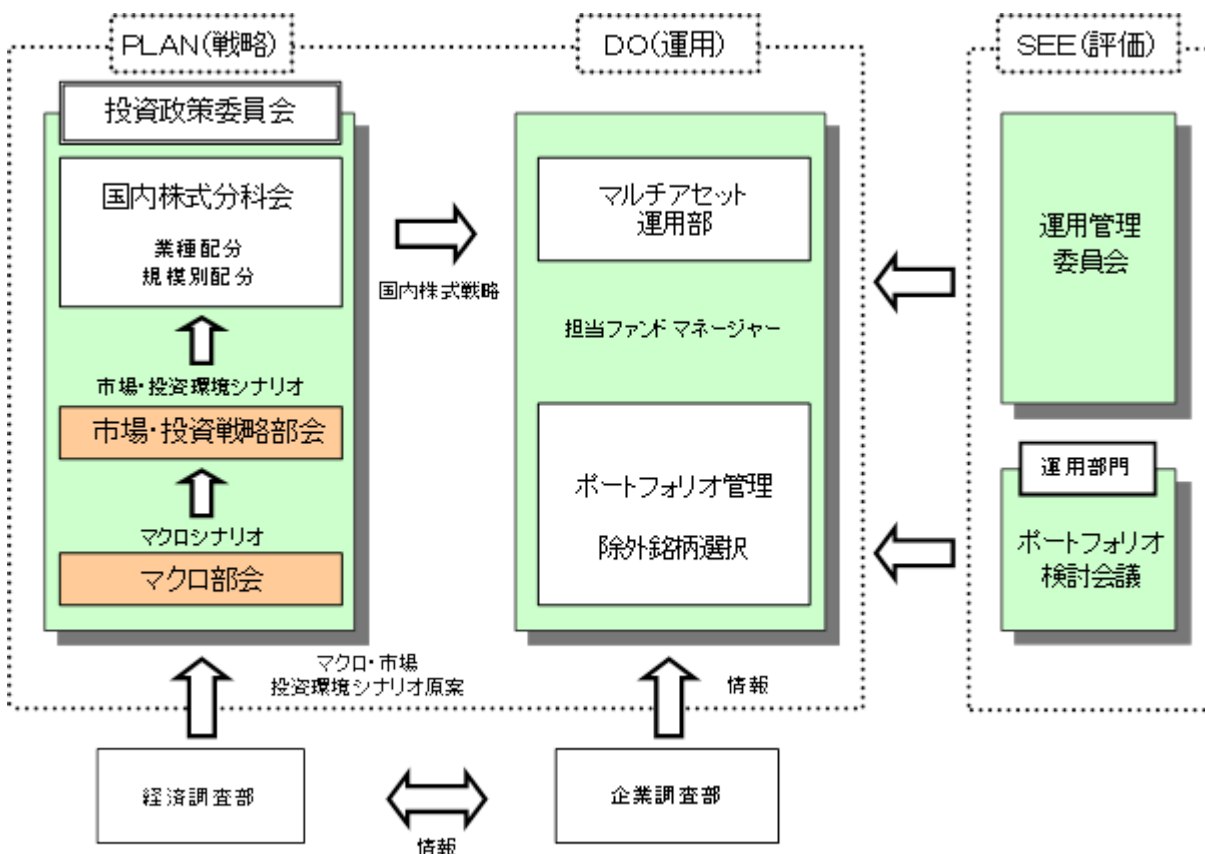 PLAN(戦略)
DO(運用)
SEE(評価)
投資政策委員会
国内株式分科会
業種配分
規模別配分
市場・投資環境シナリオ
市場・投資戦略部会
マクロシナリオ
マクロ部会
国内株式戦略
マルチアセット
運用部
担当ファンドマネージャー
ポートフォリオ管理
除外銘柄選択
運用管理
委員会
運用部門
ポートフォリオ
検討会議
マクロ・市場
投資環境シナリオ原案
情報
経済調査部
情報
企業調査部